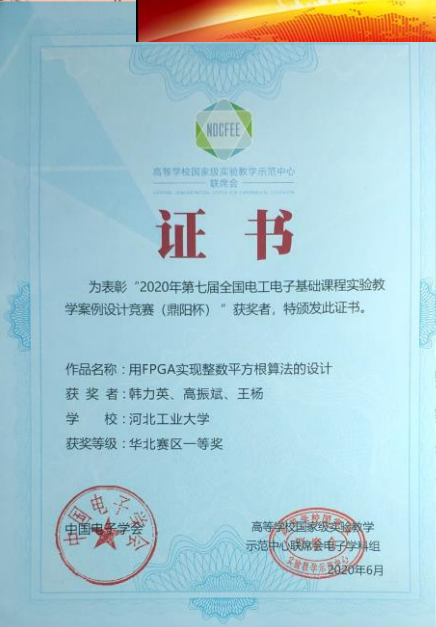 NDCFEE
高等学校国家级实验教学示范中心
联席会
证 书
为表彰“2020年第七届全国电工电子基础课程实验教
学案例设计竞赛（鼎阳杯）”获奖者，特颁发此证书。
作品名称：用FPGA实现整数平方根算法的设计
获 奖 者：韩力英、高振斌、王杨
学 校：河北工业大学
获奖等级：华北赛区一等奖
中国电子学会
中国电子学会
高等学校国家级实验教学
示范中心联席会电子学科组
2020年6月